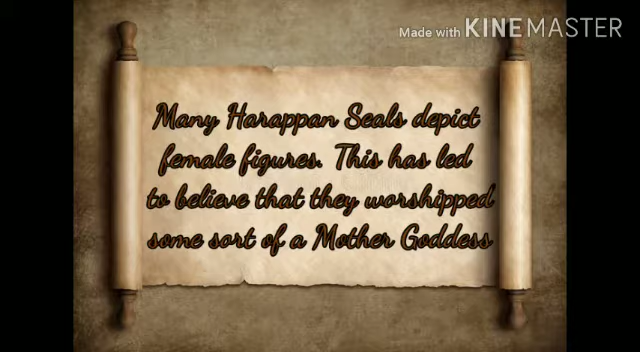 Made with KINEMASTER
Many Harappan Seals depict
female figures. This has led
to believe that they worshipped
some sort of a Mother Goddess